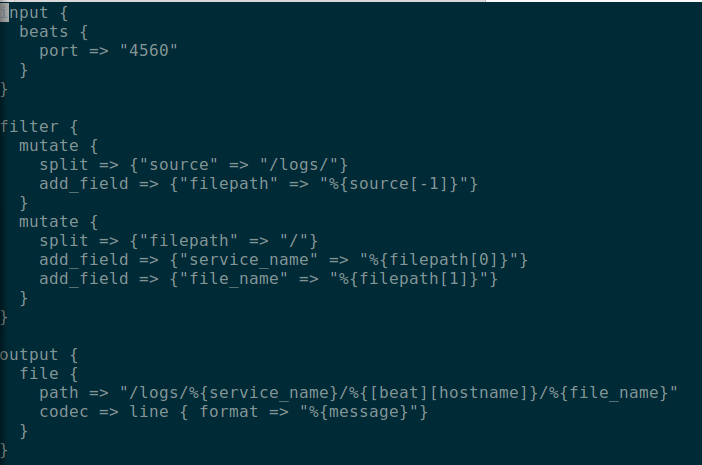 input {
  beats {
    port => "4560"
  }
}

filter {
  mutate {
    split => {"source" => "/logs/"}
    add_field => {"filepath" => "%{source[-1]}"}
  }
  mutate {
    split => {"filepath" => "/"}
    add_field => {"service_name" => "%{filepath[0]}"}
    add_field => {"file_name" => "%{filepath[1]}"}
  }
}

output {
  file {
    path => "/logs/%{service_name}/%{[beat][hostname]}/%{file_name}"
    codec => line { format => "%{message}"}
  }
}